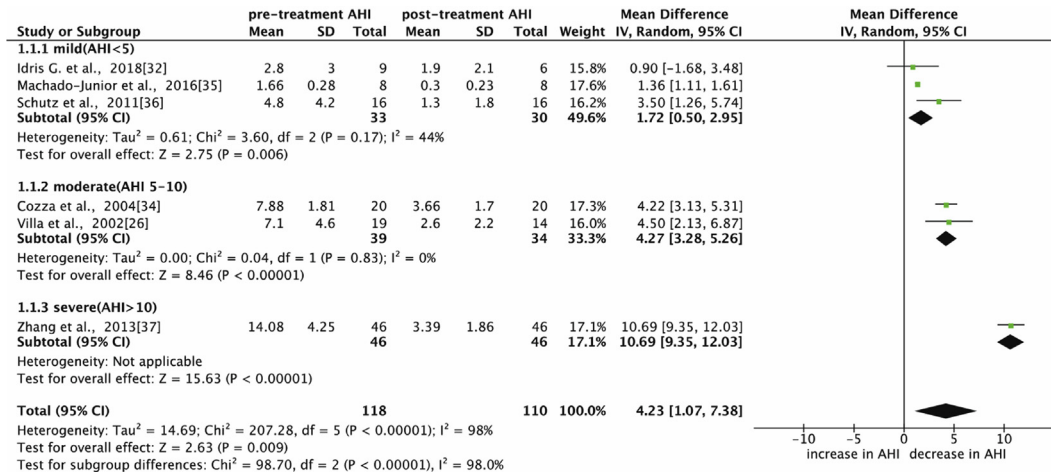 pre-treatment AHI post-treatment AHI Mean Difference Mean Difference
Study or Subgroup Mean SD Total Mean SD Total Weight IV, Random, 95% CI IV, Random, 95% CI
1.1.1 mild(AHI<5)
Idris G. et al., 2018[32] 2.8 3 9 1.9 2.1 6 15.8% 0.90 [-1.68, 3.48]
Machado-Junior et al., 2016[35] 1.66 0.28 8 0.3 0.23 8 17.6% 1.36 [1.11, 1.61]
Schutz et al., 2011[36] 4.8 4.2 16 1.3 1.8 16 16.2% 3.50 [1.26, 5.74]
Subtotal (95% CI) 33 30 49.6% 1.72 [0.50, 2.95]
Heterogeneity: Tau² = 0.61; Chi² = 3.60, df = 2 (P = 0.17); I² = 44%
Test for overall effect: Z = 2.75 (P = 0.006)
1.1.2 moderate(AHI 5-10)
Cozza et al., 2004[34] 7.88 1.81 20 3.66 1.7 20 17.3% 4.22 [3.13, 5.31]
Villa et al., 2002[26] 7.1 4.6 19 2.6 2.2 14 16.0% 4.50 [2.13, 6.87]
Subtotal (95% CI) 39 34 33.3% 4.27 [3.28, 5.26]
Heterogeneity: Tau² = 0.00; Chi² = 0.04, df = 1 (P = 0.83); I² = 0%
Test for overall effect: Z = 8.46 (P < 0.00001)
1.1.3 severe(AHI>10)
Zhang et al., 2013[37] 14.08 4.25 46 3.39 1.86 46 17.1% 10.69 [9.35, 12.03]
Subtotal (95% CI) 46 46 17.1% 10.69 [9.35, 12.03]
Heterogeneity: Not applicable
Test for overall effect: Z = 15.63 (P < 0.00001)
Total (95% CI) 118 110 100.0% 4.23 [1.07, 7.38]
Heterogeneity: Tau² = 14.69; Chi² = 207.28, df = 5 (P < 0.00001); I² = 98%
Test for overall effect: Z = 2.63 (P = 0.009)
Test for subgroup differences: Chi² = 98.70, df = 2 (P < 0.00001), I² = 98.0%
-10 -5 0 5 10
increase in AHI decrease in AHI